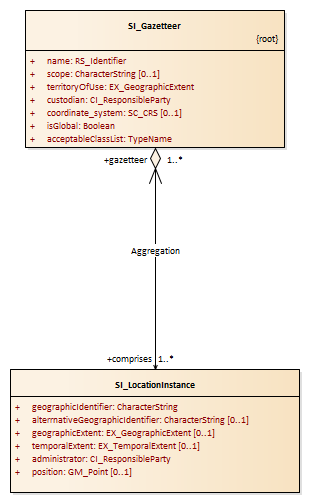 SI_Gazetteer
{root}
+ name: RS_Identifier
+ scope: CharacterString [0..1]
+ territoryOfUse: EX_GeographicExtent
+ custodian: CI_ResponsibleParty
+ coordinate_system: SC_CRS [0..1]
+ isGlobal: Boolean
+ acceptableClassList: TypeName
+gazetteer 1..*
Aggregation
+comprises 1..*
SI_LocationInstance
+ geographicIdentifier: CharacterString
+ alterrnativeGeographicIdentifier: CharacterString [0..1]
+ geographicExtent: EX_GeographicExtent [0..1]
+ temporalExtent: EX_TemporalExtent [0..1]
+ administrator: CI_ResponsibleParty
+ position: GM_Point [0..1]